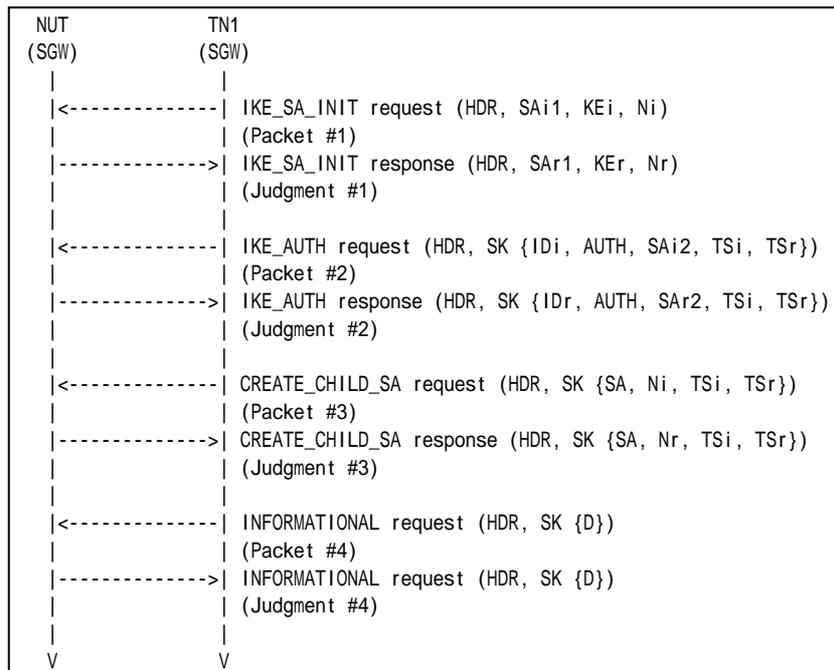 NUT TN1
(SGW) (SGW)
| |
|<--------------| IKE_SA_INIT request (HDR, SAi1, KEi, Ni)
| | (Packet #1)
|-------------->| IKE_SA_INIT response (HDR, SAr1, KEr, Nr)
| | (Judgment #1)
| |
|<--------------| IKE_AUTH request (HDR, SK {IDi, AUTH, SAi2, TSi, TSr})
| | (Packet #2)
|-------------->| IKE_AUTH response (HDR, SK {IDr, AUTH, SAr2, TSi, TSr})
| | (Judgment #2)
| |
|<--------------| CREATE_CHILD_SA request (HDR, SK {SA, Ni, TSi, TSr})
| | (Packet #3)
|-------------->| CREATE_CHILD_SA response (HDR, SK {SA, Nr, TSi, TSr})
| | (Judgment #3)
| |
|<--------------| INFORMATIONAL request (HDR, SK {D})
| | (Packet #4)
|-------------->| INFORMATIONAL request (HDR, SK {D})
| | (Judgment #4)
| |
V V